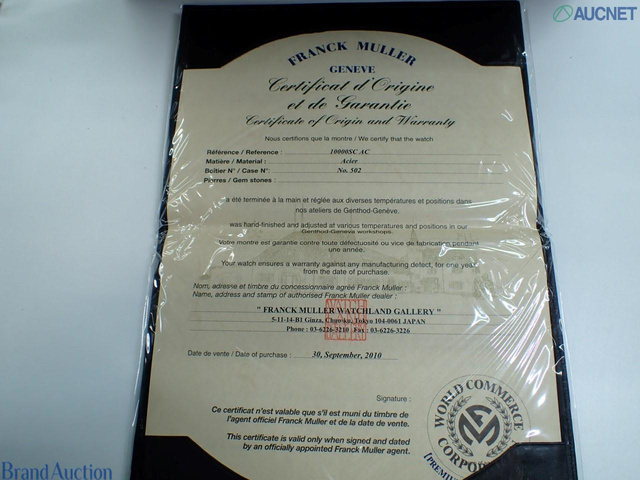 AUCNET
FRANCK MULLER
GENEVE
Certificat d'Origine
et de Garantie
Certificate of Origin and Warranty
Nous certifions que la montre / We certify that the watch
Référence / Reference : 10000SC AC
Matière / Material : Acier
Boîtier N° / Case N°: No. 502
Pierres / Gem stones :
a été terminée à la main et réglée aux diverses températures et positions dans
nos ateliers de Genthod-Genève.
was hand-finished and adjusted at various temperatures and positions in our
Genthod-Geneva workshops.
Votre montre est garantie contre toute défectuosité ou vice de fabrication pendant
une année.
Your watch ensures a warranty against any manufacturing defect, for one year
from the date of purchase.
Nom, adresse et timbre du concessionnaire agréé Franck Muller :
Name, address and stamp of authorised Franck Muller dealer :
" FRANCK MULLER WATCHLAND GALLERY "
5-11-14-B1 Ginza, Chuo-ku, Tokyo 104-0061 JAPAN
Phone : 03-6226-3210 Fax : 03-6226-3226
Date de vente / Date of purchase : 30, September, 2010
Signature :
Ce certificat n'est valable que s'il est muni du timbre de
l'agent officiel Franck Muller et de la date de vente.
This certificate is valid only when signed and dated
by an officially appointed Franck Muller agent.
WORLD COMMERCE
Brand Auction